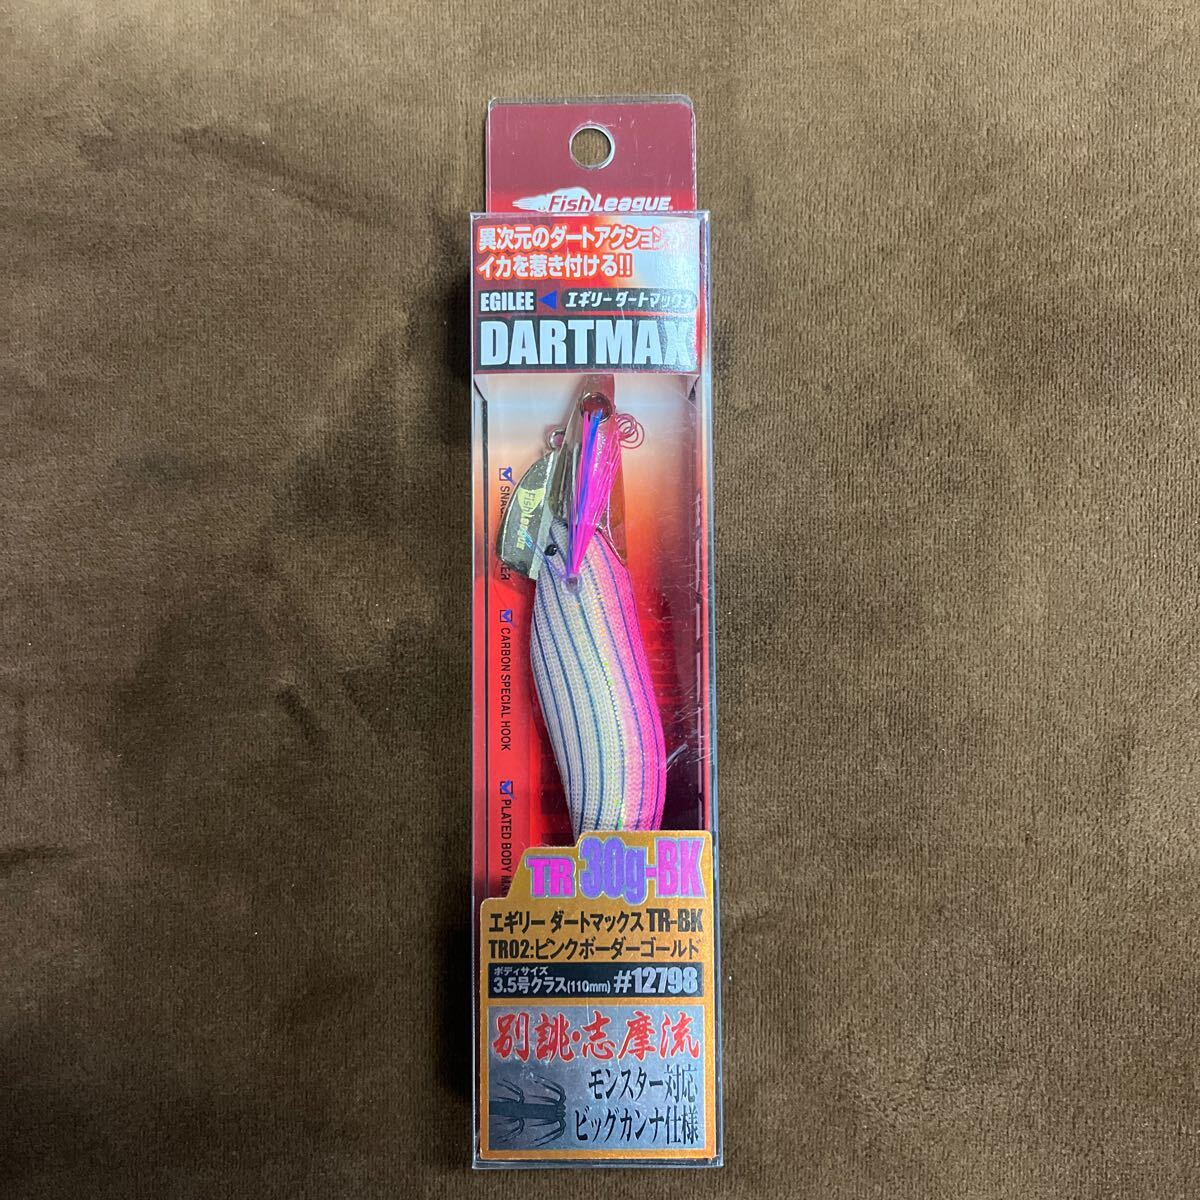 FishLeague
異次元のダートアクション
イカを惹き付ける!!
EGILEE ◀ エギリー ダートマックス
DARTMAX
FishLeague
CARBON SPECIAL HOOK
PLATED BODY
TR 30g-BK
エギリー ダートマックス TR-BK
TR02:ピンクボーダーゴールド
ボディサイズ
3.5号クラス(110mm) #12798
別誂・志摩流
モンスター対応
ビッグカンナ仕様